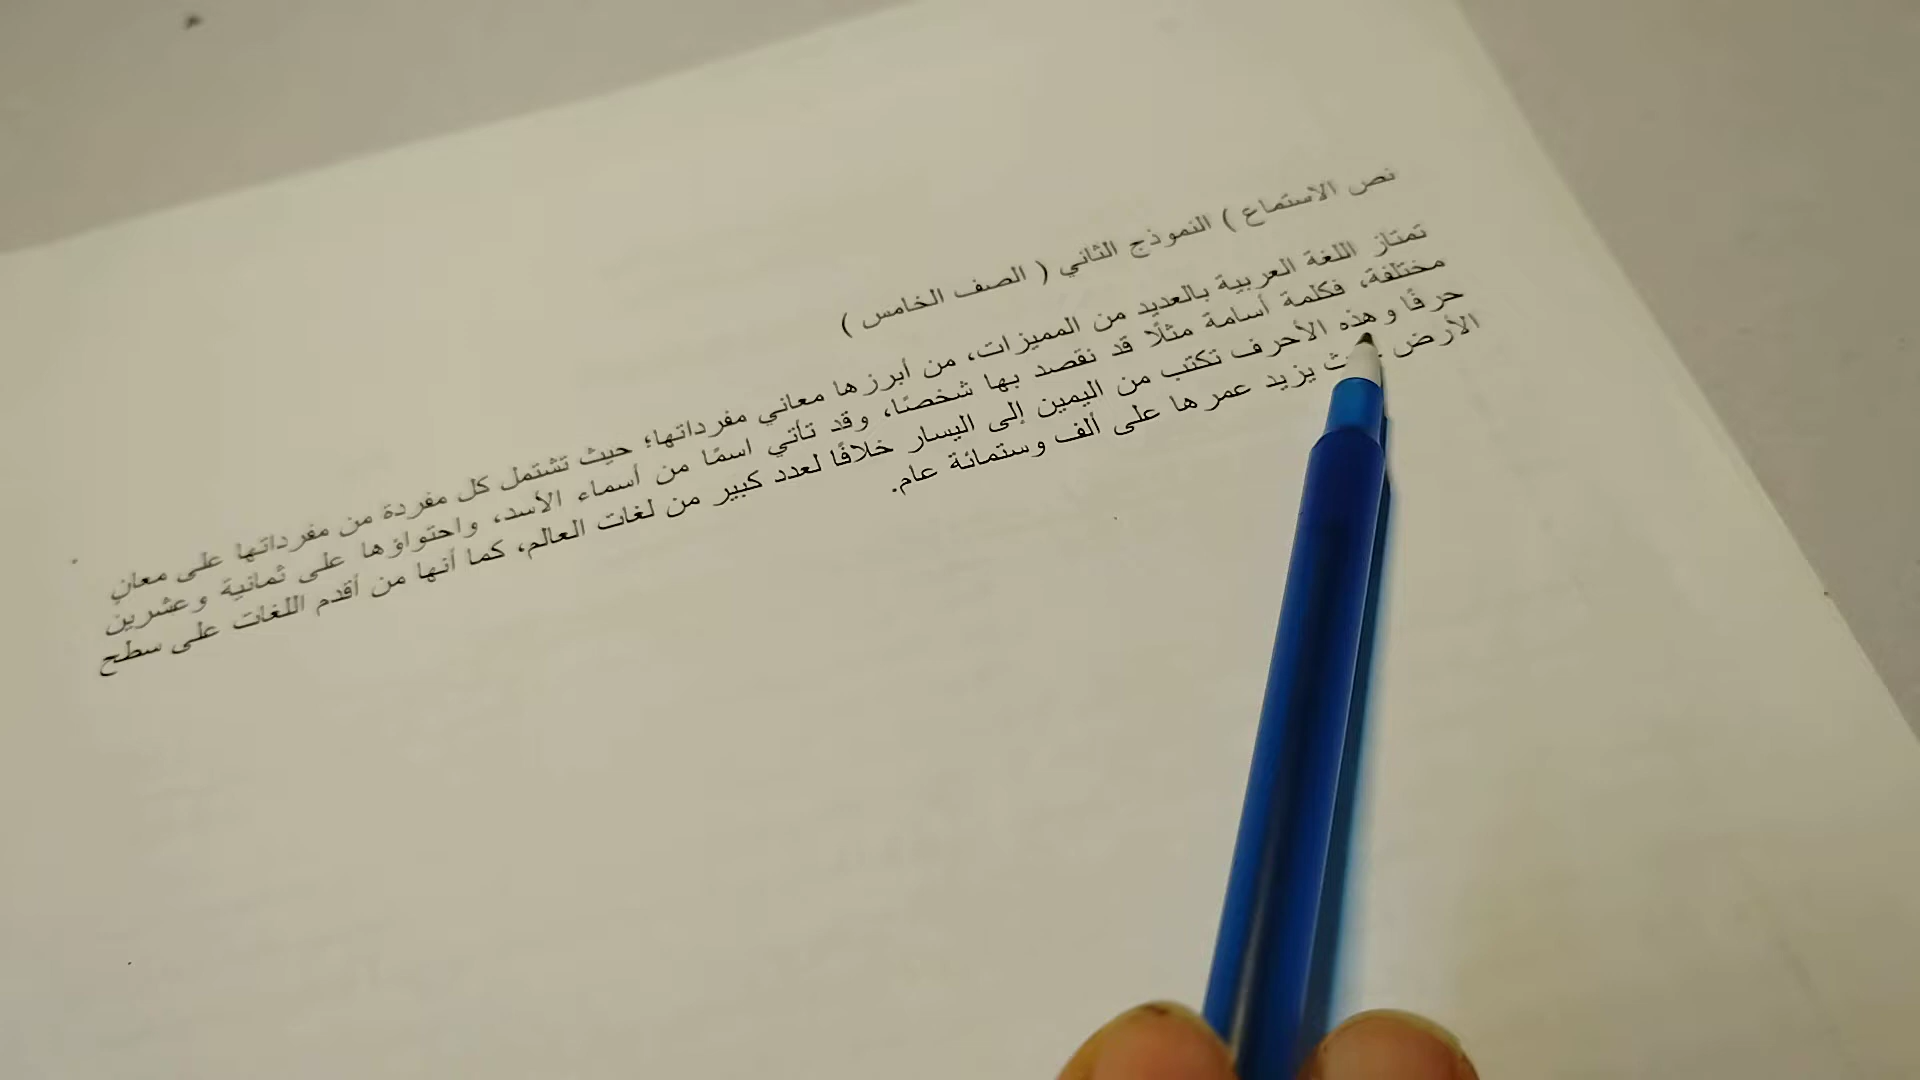 نص الاستماع ) النموذج الثاني ( الصف الخامس )
تمتاز اللغة العربية بالعديد من المميزات، من أبرزها معاني مفرداتها؛ حيث تشتمل كل مفردة من مفرداتها على معانٍ
مختلفة، فكلمة أسامة مثلًا قد نقصد بها شخصًا، وقد تأتي اسمًا من أسماء الأسد، واحتواؤها على ثمانية وعشرين
حرفًا وهذه الأحرف تكتب من اليمين إلى اليسار خلافًا لعدد كبير من لغات العالم، كما أنها من أقدم اللغات على سطح
الأرض يزيد عمرها على ألف وستمائة عام.